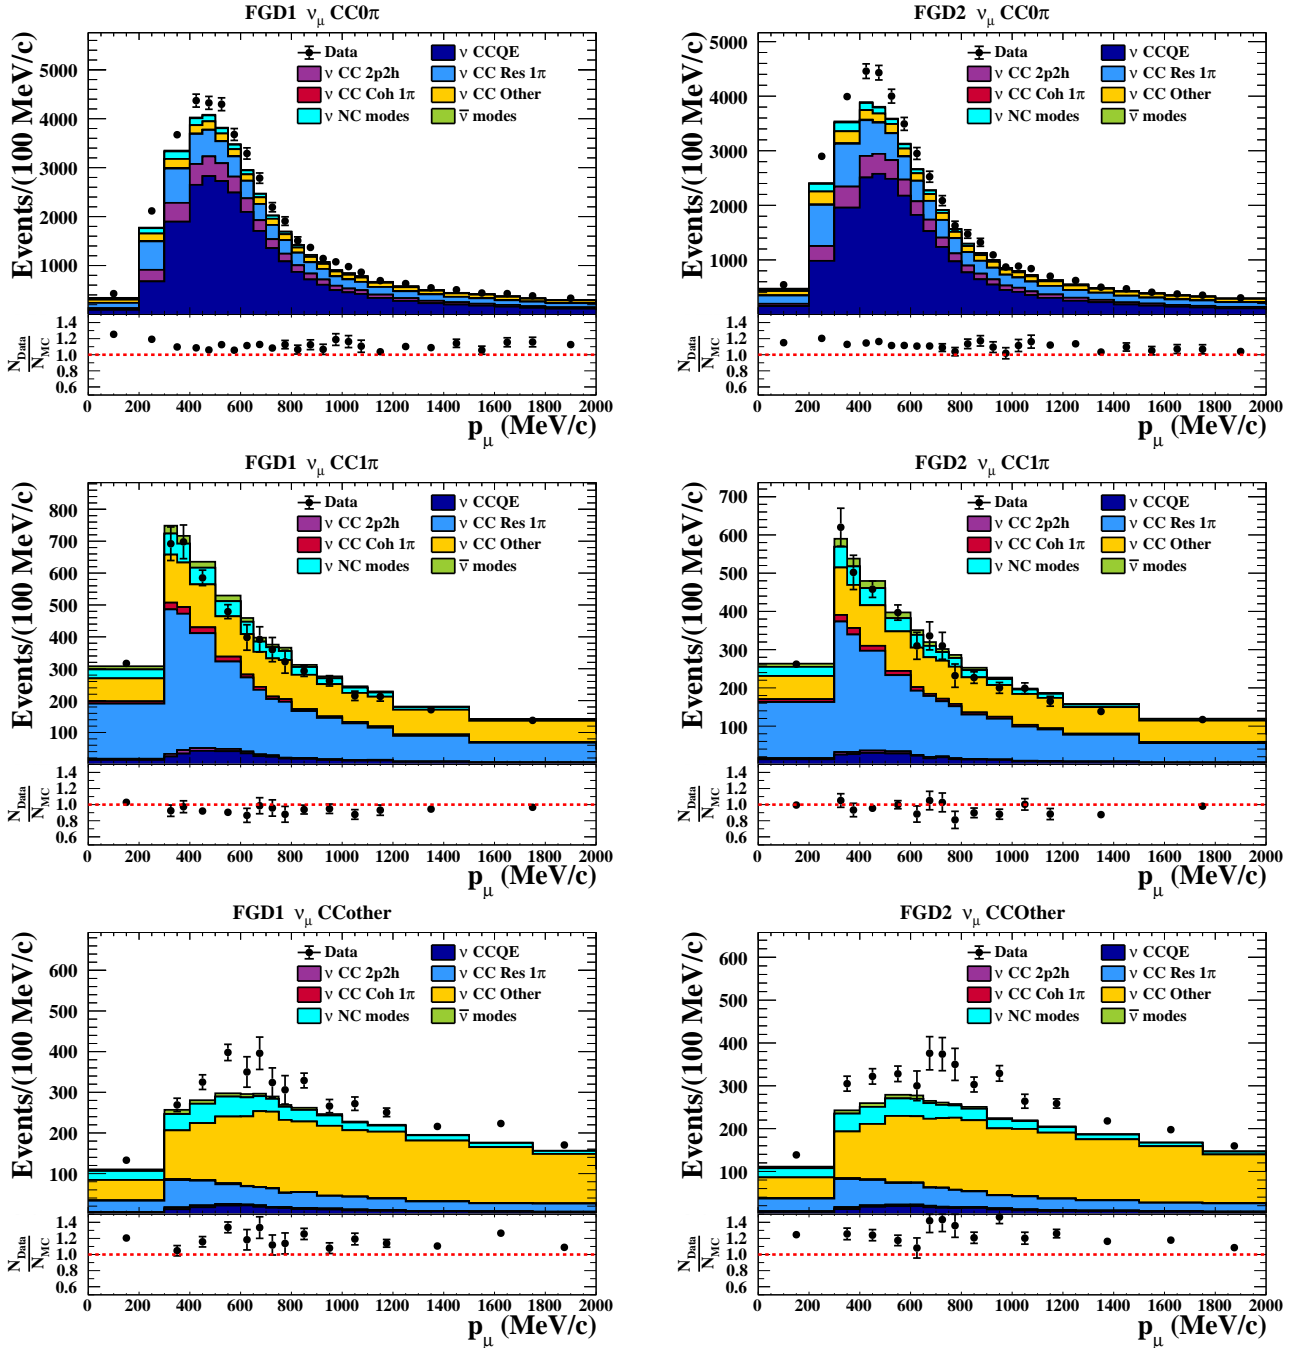 FGD1 ν_μ CC0π
Events/(100 MeV/c)
5000
4000
3000
2000
1000
Data
ν CCQE
ν CC 2p2h
ν CC Res 1π
ν CC Coh 1π
ν CC Other
ν NC modes
ν̅ modes
N_Data / N_MC
1.4
1.2
1.0
0.8
0.6
0 200 400 600 800 1000 1200 1400 1600 1800 2000
p_μ (MeV/c)
FGD2 ν_μ CC0π
Events/(100 MeV/c)
5000
4000
3000
2000
1000
Data
ν CCQE
ν CC 2p2h
ν CC Res 1π
ν CC Coh 1π
ν CC Other
ν NC modes
ν̅ modes
N_Data / N_MC
1.4
1.2
1.0
0.8
0.6
0 200 400 600 800 1000 1200 1400 1600 1800 2000
p_μ (MeV/c)
FGD1 ν_μ CC1π
Events/(100 MeV/c)
800
700
600
500
400
300
200
100
Data
ν CCQE
ν CC 2p2h
ν CC Res 1π
ν CC Coh 1π
ν CC Other
ν NC modes
ν̅ modes
N_Data / N_MC
1.4
1.2
1.0
0.8
0.6
0 200 400 600 800 1000 1200 1400 1600 1800 2000
p_μ (MeV/c)
FGD2 ν_μ CC1π
Events/(100 MeV/c)
700
600
500
400
300
200
100
Data
ν CCQE
ν CC 2p2h
ν CC Res 1π
ν CC Coh 1π
ν CC Other
ν NC modes
ν̅ modes
N_Data / N_MC
1.4
1.2
1.0
0.8
0.6
0 200 400 600 800 1000 1200 1400 1600 1800 2000
p_μ (MeV/c)
FGD1 ν_μ CCother
Events/(100 MeV/c)
600
500
400
300
200
100
Data
ν CCQE
ν CC 2p2h
ν CC Res 1π
ν CC Coh 1π
ν CC Other
ν NC modes
ν̅ modes
N_Data / N_MC
1.4
1.2
1.0
0.8
0.6
0 200 400 600 800 1000 1200 1400 1600 1800 2000
p_μ (MeV/c)
FGD2 ν_μ CCOther
Events/(100 MeV/c)
600
500
400
300
200
100
Data
ν CCQE
ν CC 2p2h
ν CC Res 1π
ν CC Coh 1π
ν CC Other
ν NC modes
ν̅ modes
N_Data / N_MC
1.4
1.2
1.0
0.8
0.6
0 200 400 600 800 1000 1200 1400 1600 1800 2000
p_μ (MeV/c)